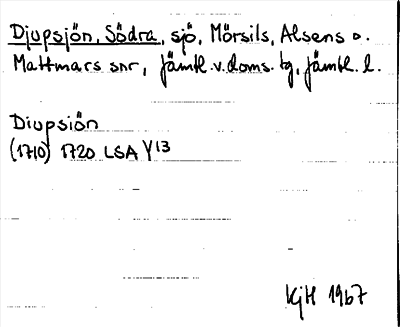 Djupsjön, Södra, sjö, Mörsils, Alsens o.
Mattmars snr, Jämtl. v. doms. tg, Jämtl. l.
Diupsiön
(1710) 1720 LSA Y13
KjH 1967